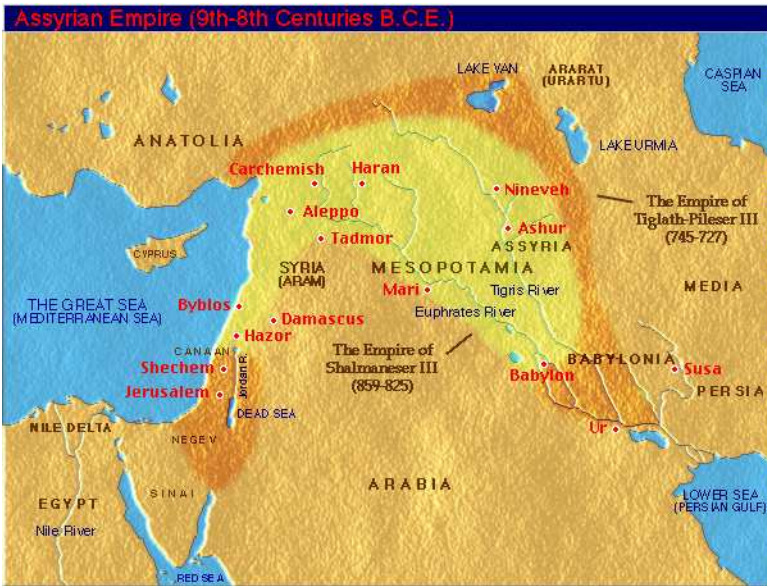 Assyrian Empire (9th-8th Centuries B.C.E.)
LAKE VAN
ARARAT
(URARTU)
CASPIAN
SEA
ANATOLIA
LAKE URMIA
Carchemish
Haran
Nineveh
The Empire of
Tiglath-Pileser III
(745-727)
Aleppo
Ashur
Tadmor
ASSYRIA
CYPRUS
SYRIA
(ARAM)
MESOPOTAMIA
MEDIA
Mari
Tigris River
THE GREAT SEA
(MEDITERRANEAN SEA)
Byblos
Euphrates River
Damascus
Hazor
CANAAN
The Empire of
Shalmaneser III
(859-825)
BABYLONIA
Shechem
Jordan R.
Babylon
Susa
Jerusalem
PERSIA
DEAD SEA
NILE DELTA
NEGEV
Ur
ARABIA
SINAI
EGYPT
LOWER SEA
(PERSIAN GULF)
Nile River
RED SEA